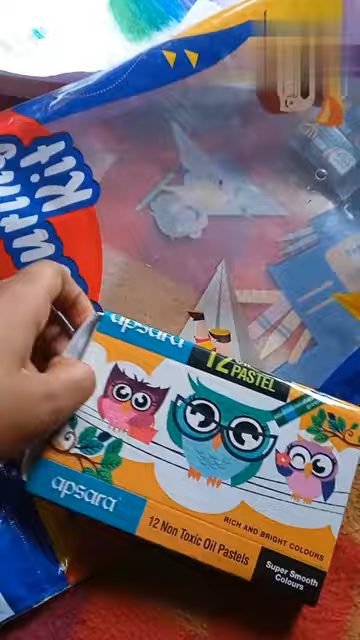 Kit
apsara
12
PASTEL
apsara
12 Non Toxic Oil Pastels
RICH AND BRIGHT COLOURS
Super Smooth
Colours